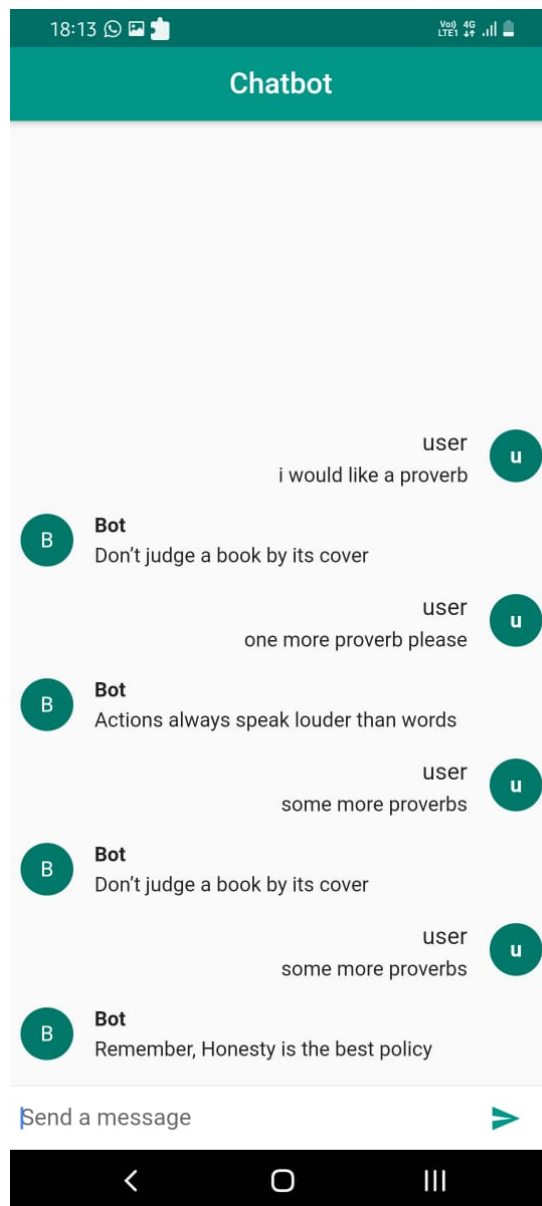 18:13
Vo)) 4G
LTE1
Chatbot
user
i would like a proverb
u
Bot
B
Don’t judge a book by its cover
user
one more proverb please
u
Bot
B
Actions always speak louder than words
user
some more proverbs
u
Bot
B
Don’t judge a book by its cover
user
some more proverbs
u
Bot
B
Remember, Honesty is the best policy
Send a message